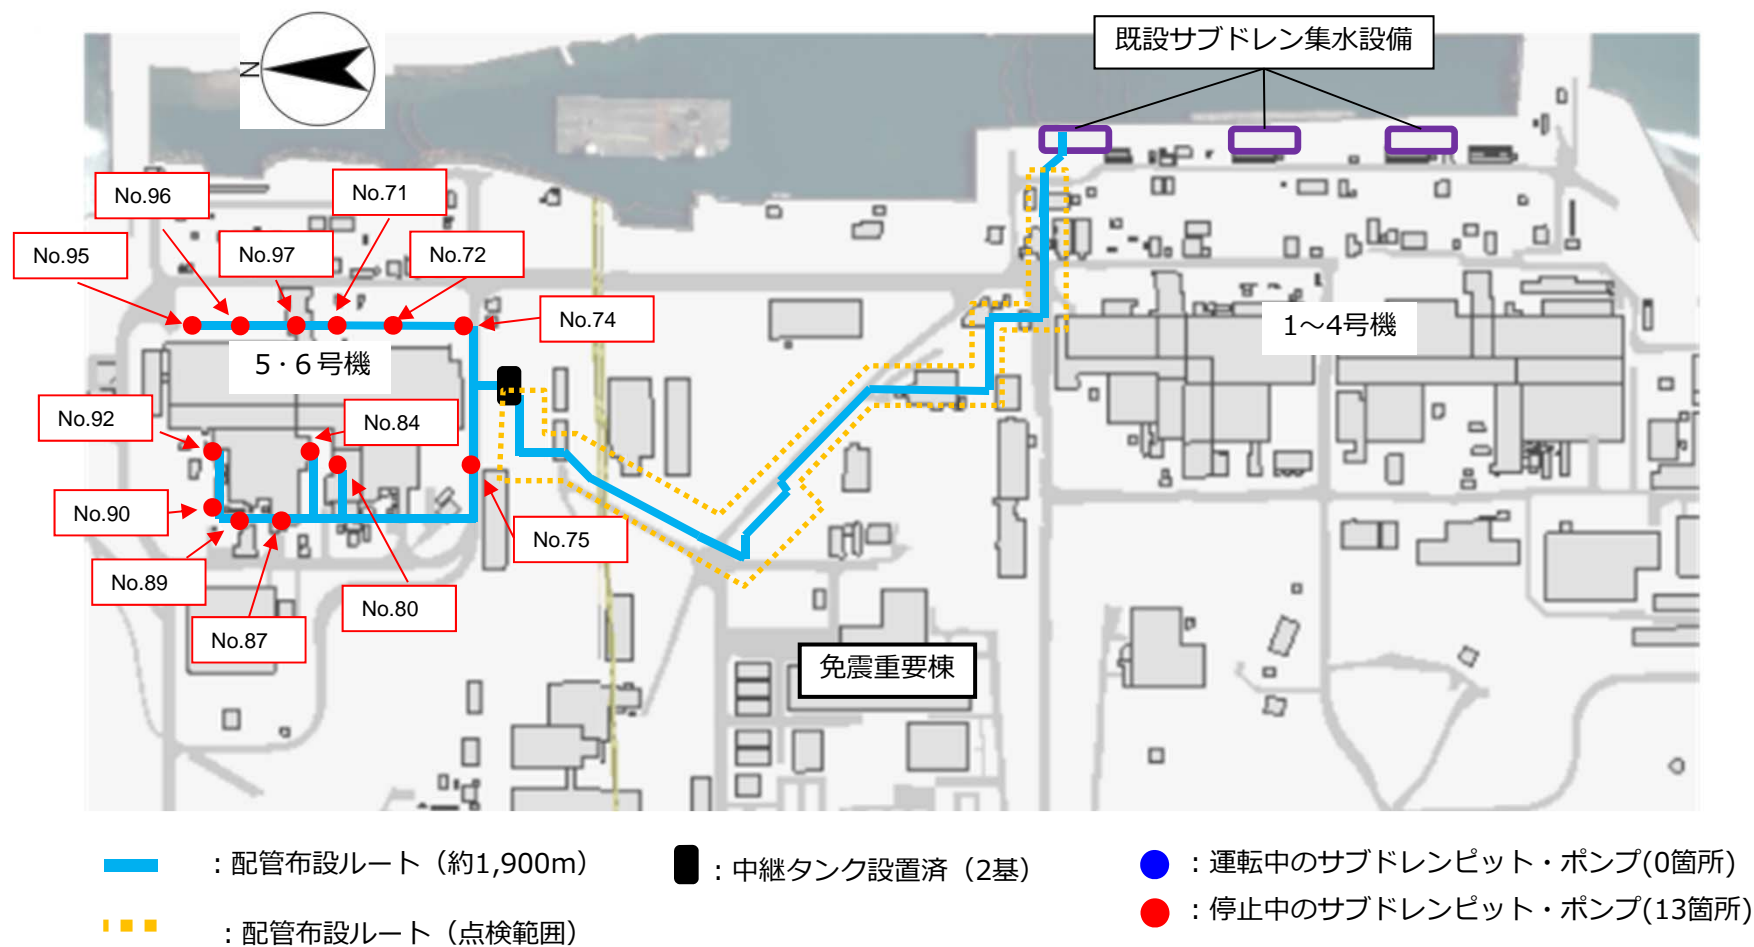 既設サブドレン集水設備
N
No.96
No.71
No.95
No.97
No.72
No.74
5・6号機
1～4号機
No.92
No.84
No.90
No.75
No.89
No.80
No.87
免震重要棟
：配管布設ルート（約1,900m）
：中継タンク設置済（2基）
：運転中のサブドレンピット・ポンプ(0箇所)
：停止中のサブドレンピット・ポンプ(13箇所)
：配管布設ルート（点検範囲）